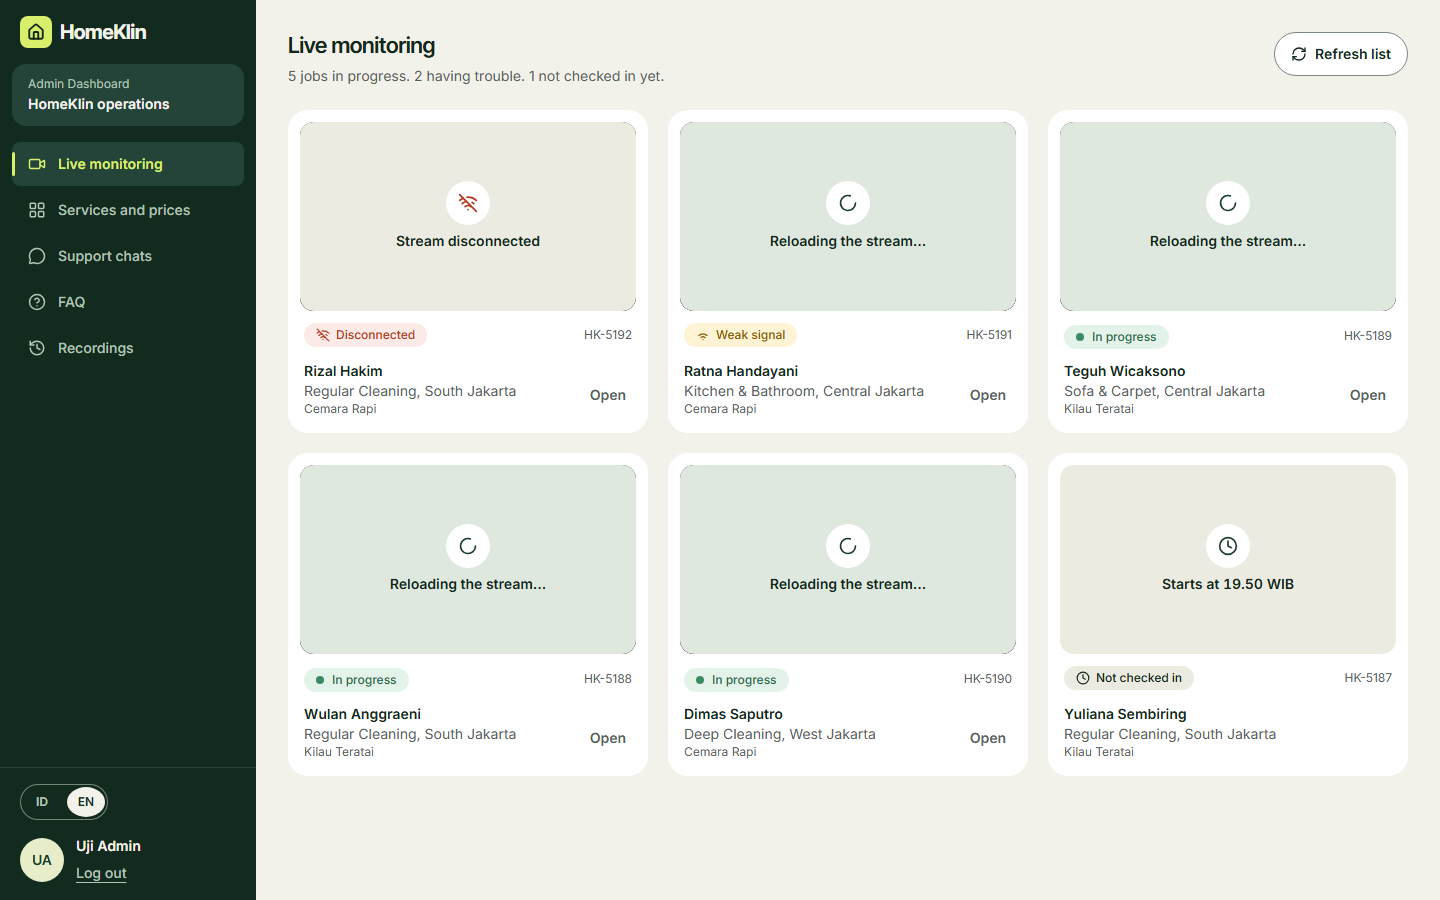 HomeKlin
Admin Dashboard
HomeKlin operations
Live monitoring
Services and prices
Support chats
FAQ
Recordings
ID EN
UA
Uji Admin
Log out
Live monitoring
5 jobs in progress. 2 having trouble. 1 not checked in yet.
Refresh list
Stream disconnected
Disconnected HK-5192
Rizal Hakim
Regular Cleaning, South Jakarta
Cemara Rapi
Open
Reloading the stream...
Weak signal HK-5191
Ratna Handayani
Kitchen & Bathroom, Central Jakarta
Cemara Rapi
Open
Reloading the stream...
In progress HK-5189
Teguh Wicaksono
Sofa & Carpet, Central Jakarta
Kilau Teratai
Open
Reloading the stream...
In progress HK-5188
Wulan Anggraeni
Regular Cleaning, South Jakarta
Kilau Teratai
Open
Reloading the stream...
In progress HK-5190
Dimas Saputro
Deep Cleaning, West Jakarta
Cemara Rapi
Open
Starts at 19.50 WIB
Not checked in HK-5187
Yuliana Sembiring
Regular Cleaning, South Jakarta
Kilau Teratai